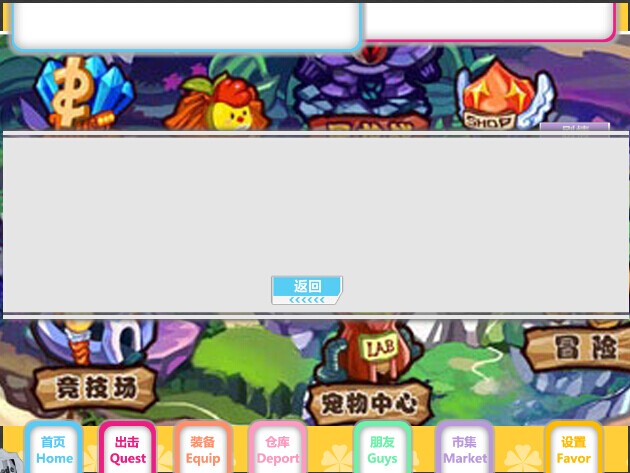 SHOP
返回
LAB
竞技场
宠物中心
冒险
首页
Home
出击
Quest
装备
Equip
仓库
Deport
朋友
Guys
市集
Market
设置
Favor